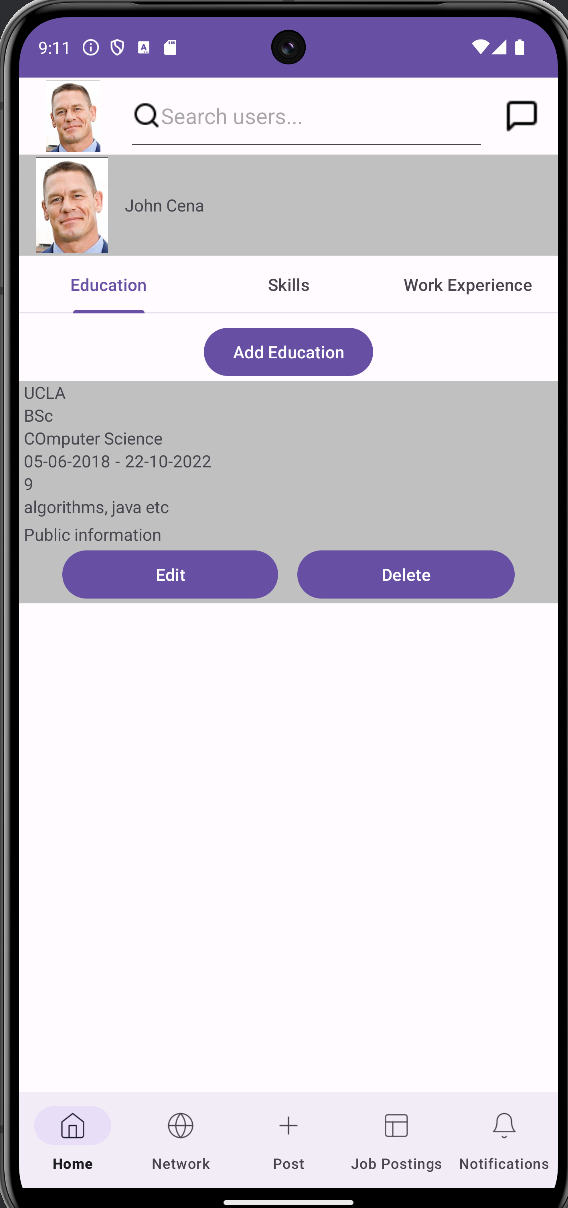 9:11
Search users...
John Cena
Education Skills Work Experience
Add Education
UCLA
BSc
COmputer Science
05-06-2018 - 22-10-2022
9
algorithms, java etc
Public information
Edit Delete
Home Network Post Job Postings Notifications